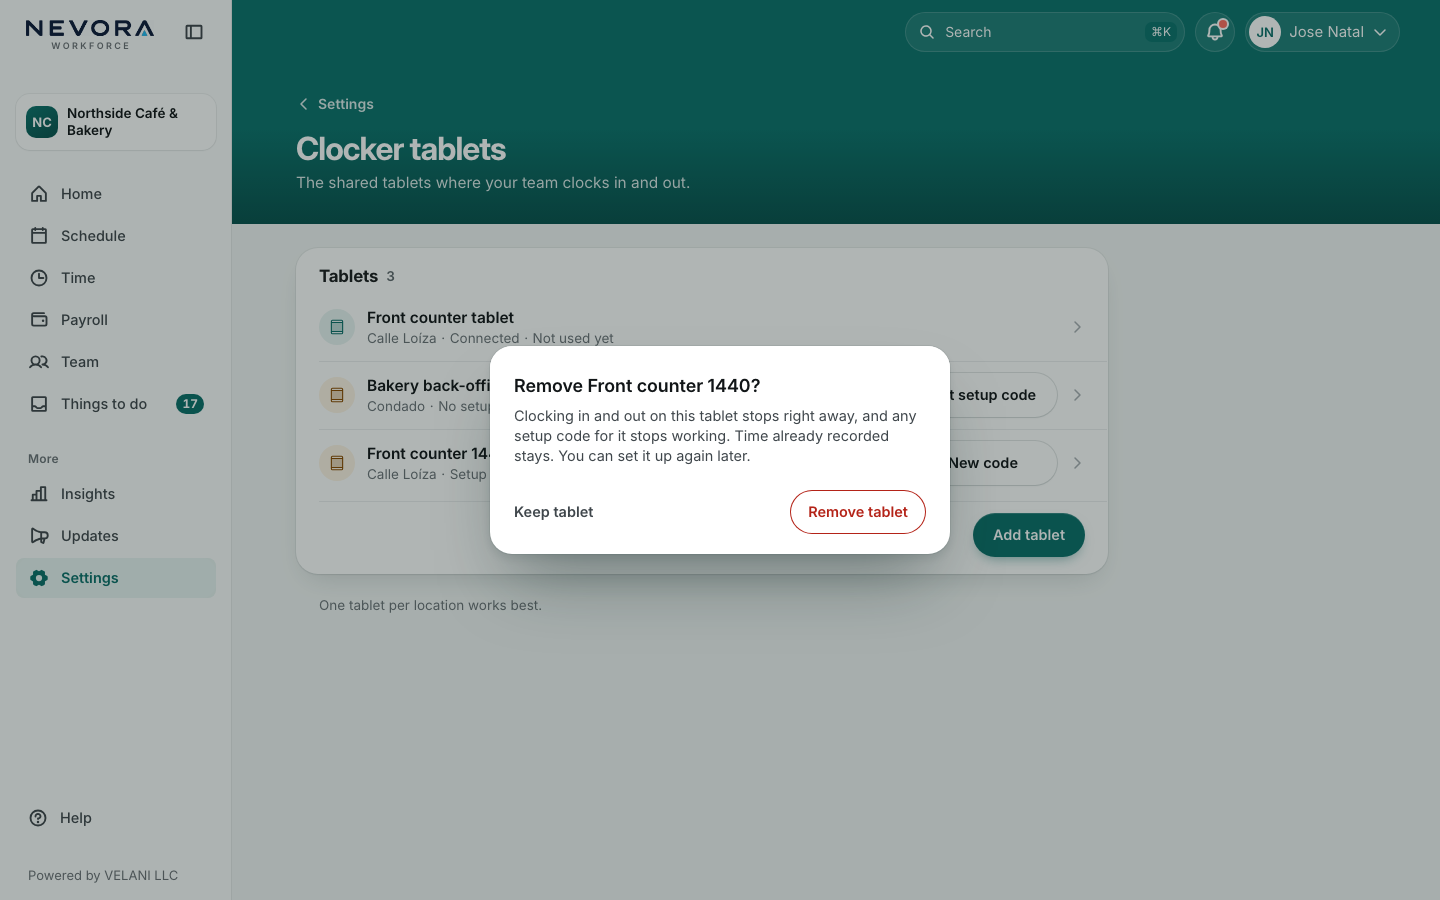 NEVORA
WORKFORCE
Search
⌘K
JN
Jose Natal
NC
Northside Café &
Bakery
Home
Schedule
Time
Payroll
Team
Things to do
17
More
Insights
Updates
Settings
Help
Powered by VELANI LLC
Settings
Clocker tablets
The shared tablets where your team clocks in and out.
Tablets 3
Front counter tablet
Calle Loíza · Connected · Not used yet
Bakery
Condado · No
setup code
Front counter
Calle Loíza · Setup
New code
Add tablet
One tablet per location works best.
Remove Front counter 1440?
Clocking in and out on this tablet stops right away, and any
setup code for it stops working. Time already recorded
stays. You can set it up again later.
Keep tablet
Remove tablet